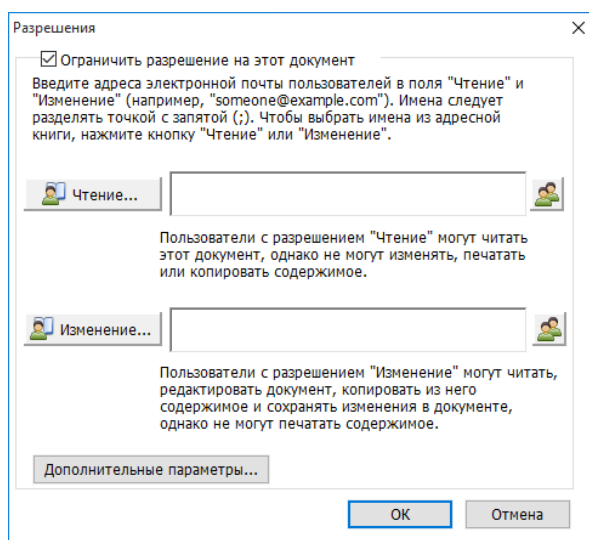 Разрешения
Ограничить разрешение на этот документ
Введите адреса электронной почты пользователей в поля "Чтение" и
"Изменение" (например, "someone@example.com"). Имена следует
разделять точкой с запятой (;). Чтобы выбрать имена из адресной
книги, нажмите кнопку "Чтение" или "Изменение".
Чтение...
Пользователи с разрешением "Чтение" могут читать
этот документ, однако не могут изменять, печатать
или копировать содержимое.
Изменение...
Пользователи с разрешением "Изменение" могут читать,
редактировать документ, копировать из него
содержимое и сохранять изменения в документе,
однако не могут печатать содержимое.
Дополнительные параметры...
ОК
Отмена